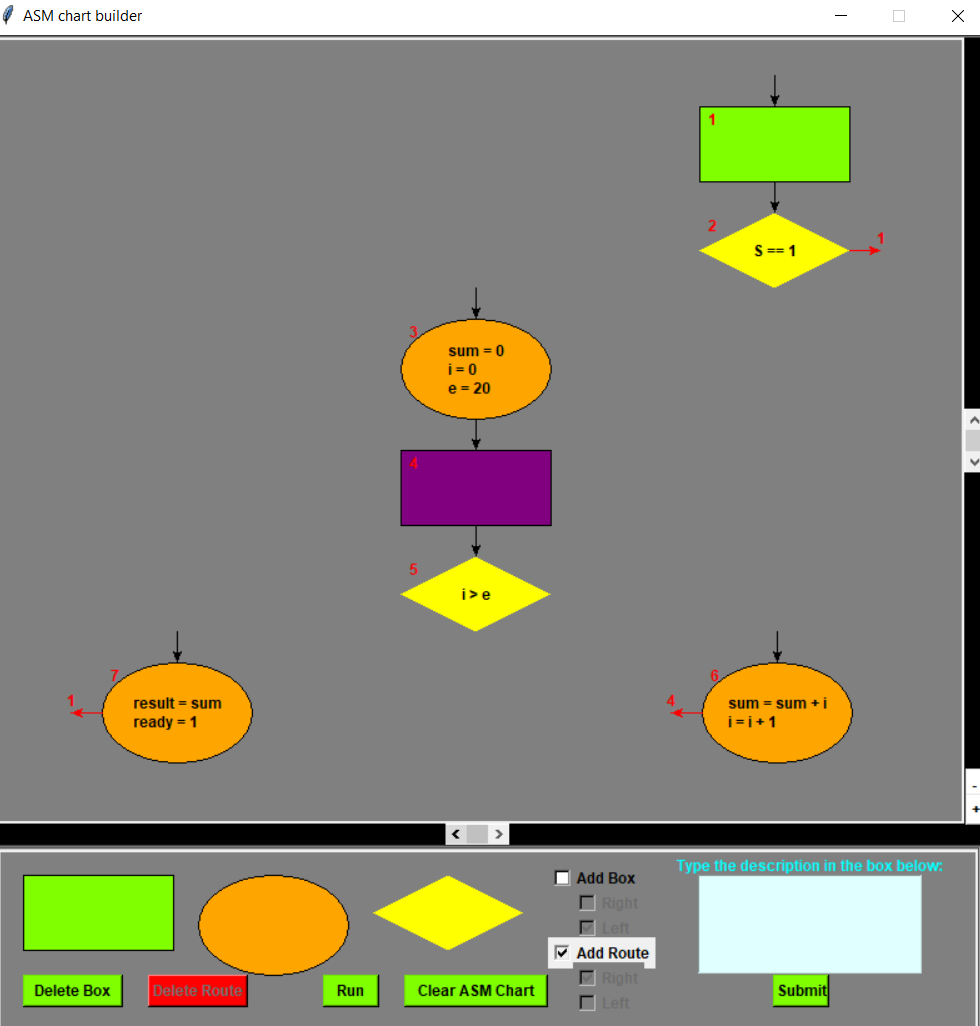 ASM chart builder
1
2
S == 1
1
3
sum = 0
i = 0
e = 20
4
5
i > e
7
1
result = sum
ready = 1
6
4
sum = sum + i
i = i + 1
-
+
Type the description in the box below:
Add Box
Right
Left
Add Route
Right
Left
Delete Box
Delete Route
Run
Clear ASM Chart
Submit